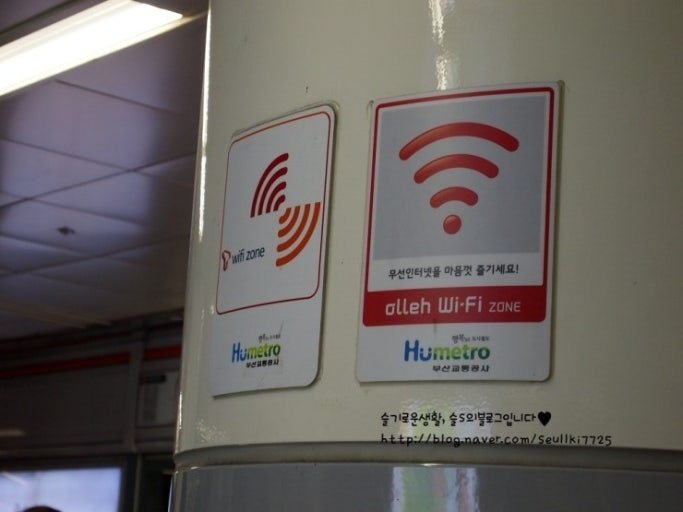 wifi zone
Humetro
부산교통공사
무선인터넷을 마음껏 즐기세요!
olleh Wi-Fi ZONE
Humetro
부산교통공사
슬기로운생활, 슬s의블로그입니다♥
http://blog.naver.com/seullki7725